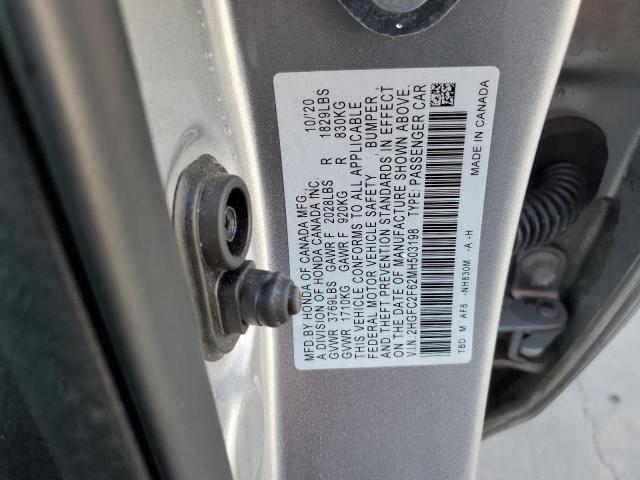 MFD.BY HONDA OF CANADA MFG., 10/'20
A DIVISION OF HONDA CANADA INC.
GVWR 3769LBS GAWR F 2028LBS R 1829LBS
GVWR 1710KG GAWR F 920KG R 830KG
THIS VEHICLE CONFORMS TO ALL APPLICABLE
FEDERAL MOTOR VEHICLE SAFETY BUMPER,
AND THEFT PREVENTION STANDARDS IN EFFECT
ON THE DATE OF MANUFACTURE SHOWN ABOVE.
V.I.N. 2HGFC2F62MH503198 TYPE: PASSENGER CAR
TBD M AF6 -NH830M -A -H MADE IN CANADA